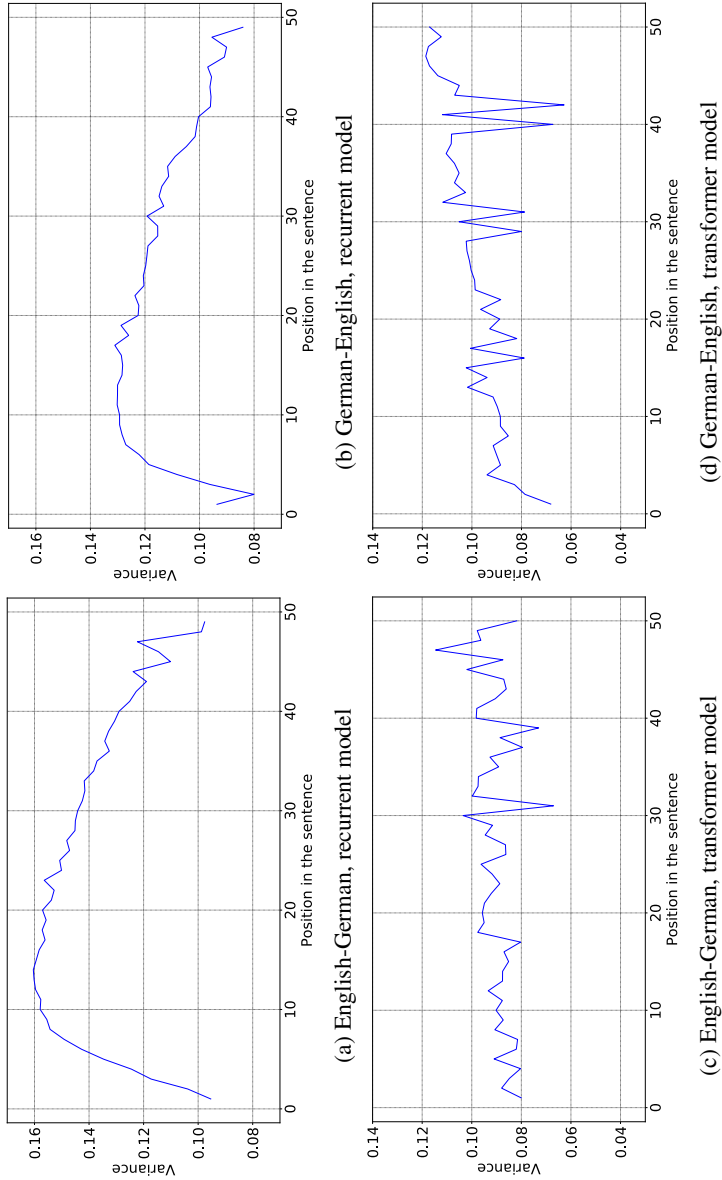 0.16
0.14
0.12
0.10
0.08
Variance
0 10 20 30 40 50
Position in the sentence
(a) English-German, recurrent model
0.16
0.14
0.12
0.10
0.08
Variance
0 10 20 30 40 50
Position in the sentence
(b) German-English, recurrent model
0.14
0.12
0.10
0.08
0.06
0.04
Variance
0 10 20 30 40 50
Position in the sentence
(c) English-German, transformer model
0.14
0.12
0.10
0.08
0.06
0.04
Variance
0 10 20 30 40 50
Position in the sentence
(d) German-English, transformer model